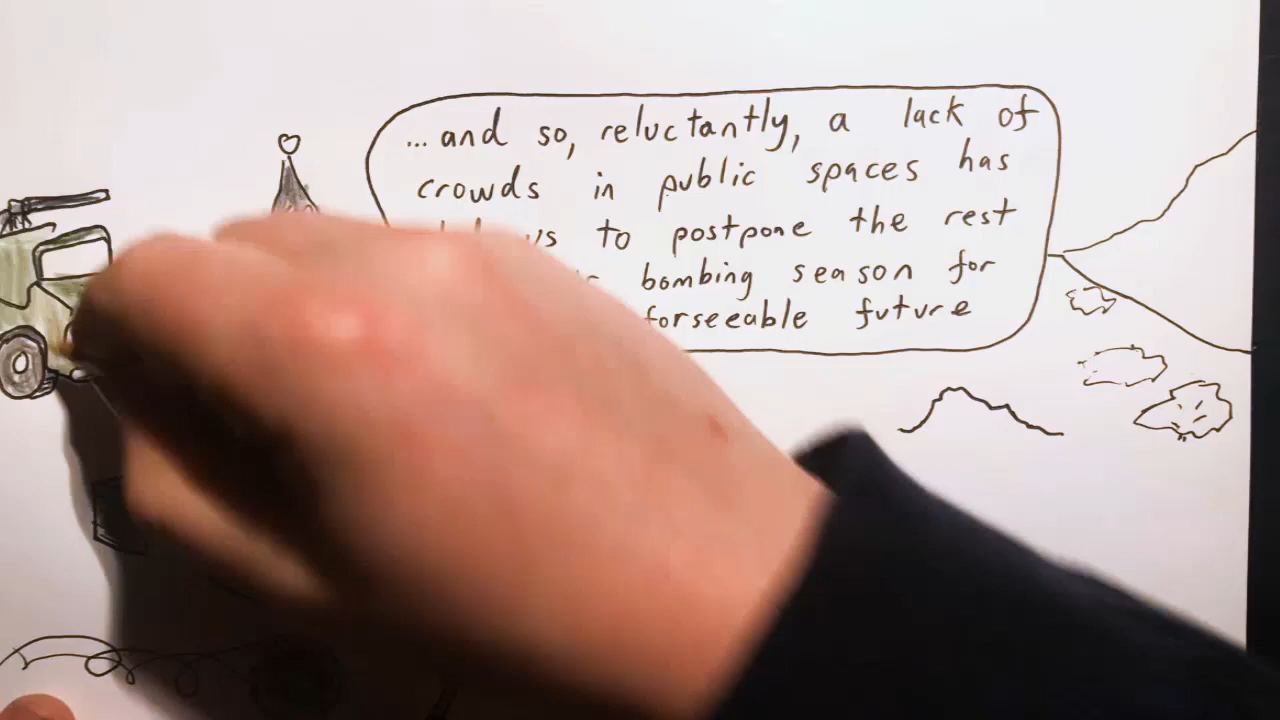 ...and so, reluctantly, a lack of
crowds in public spaces has
to postpone the rest
bombing season for
forseeable future